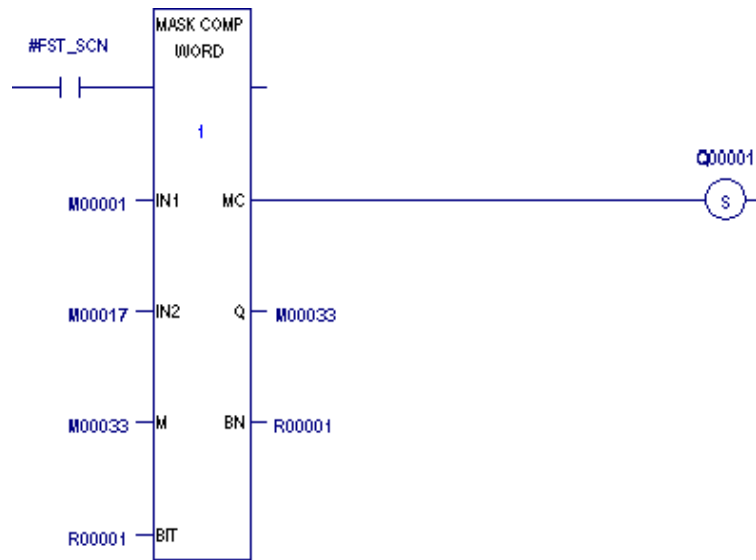 MASK COMP
#FST_SCN
WORD
1
Q00001
M00001 IN1 MC S
M00017 IN2 Q M00033
M00033 M BN R00001
R00001 BIT